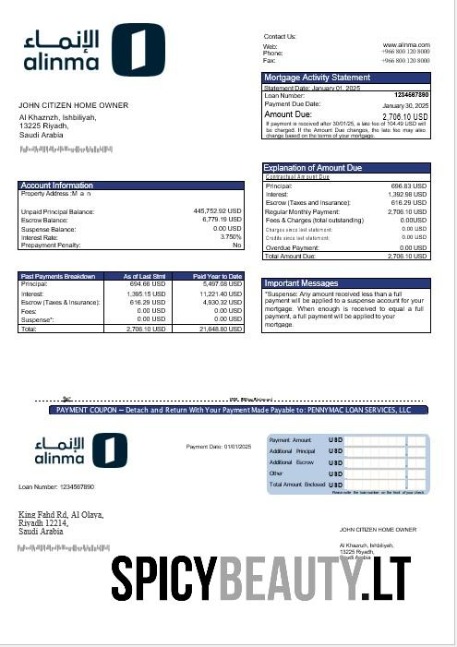 الإنماء
alinma
Contact Us:
Web: www.alinma.com
Phone: +966 800 120 8000
Fax: +966 800 120 8000
Mortgage Activity Statement
Statement Date: January 01, 2025
Loan Number: 1234567890
Payment Due Date: January 30, 2025
Amount Due: 2,706.10 USD
If payment is received after 30/01/25, a late fee of 104.49 USD will
be charged. If the Amount Due changes, the late fee may also
change based on the terms of your mortgage.
JOHN CITIZEN HOME OWNER
Al Khaznzh, Ishbiliyah,
13225 Riyadh,
Saudi Arabia
Account Information
Property Address :M a n
Unpaid Principal Balance: 445,752.92 USD
Escrow Balance: 6,779.19 USD
Suspense Balance: 0.00 USD
Interest Rate: 3.750%
Prepayment Penalty: No
Explanation of Amount Due
Contractual Amount Due
Principal: 696.83 USD
Interest: 1,392.98 USD
Escrow (Taxes and Insurance): 616.29 USD
Regular Monthly Payment: 2,706.10 USD
Fees & Charges (total outstanding) 0.00USD
Charges since last statement: 0.00 USD
Credits since last statement: 0.00 USD
Overdue Payment: 0.00 USD
Total Amount Due: 2,706.10 USD
Past Payments Breakdown As of Last Stmt Paid Year to Date
Principal: 694.66 USD 5,497.08 USD
Interest: 1,395.15 USD 11,221.40 USD
Escrow (Taxes & Insurance): 616.29 USD 4,930.32 USD
Fees: 0.00 USD 0.00 USD
Suspense*: 0.00 USD 0.00 USD
Total: 2,706.10 USD 21,648.80 USD
Important Messages
*Suspense: Any amount received less than a full
payment will be applied to a suspense account for your
mortgage. When enough is received to equal a full
payment, a full payment will be applied to your
mortgage.
PAYMENT COUPON – Detach and Return With Your Payment Made Payable to: PENNYMAC LOAN SERVICES, LLC
الإنماء
alinma
Payment Date: 01/01/2025
Payment Amount USD
Additional Principal USD
Additional Escrow USD
Other USD
Total Amount Enclosed USD
Please write the loan number on the front of your check.
Loan Number: 1234567890
King Fahd Rd, Al Olaya,
Riyadh 12214,
Saudi Arabia
JOHN CITIZEN HOME OWNER
Al Khaznzh, Ishbiliyah,
13225 Riyadh,
SPICYBEAUTY.LT